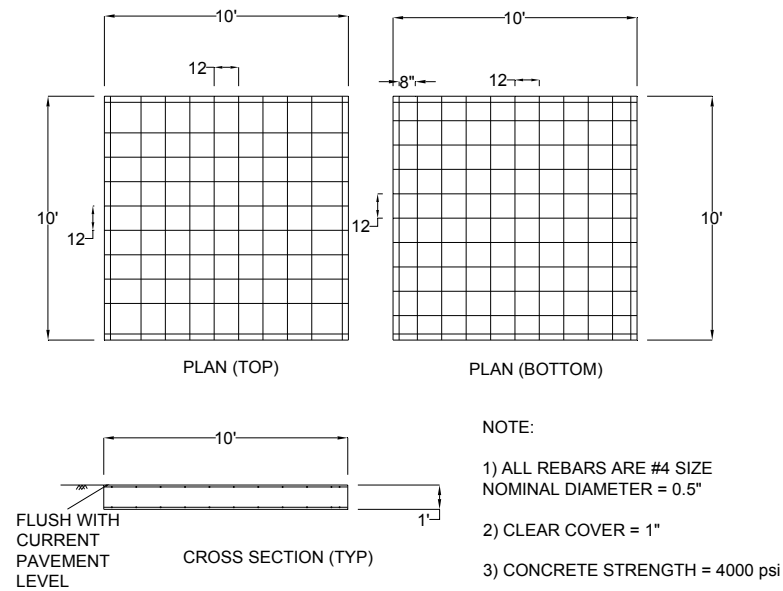 10'
12
10'
12
PLAN (TOP)
10'
8"
12
12
10'
PLAN (BOTTOM)
10'
1'
FLUSH WITH
CURRENT
PAVEMENT
LEVEL
CROSS SECTION (TYP)
NOTE:
1) ALL REBARS ARE #4 SIZE
NOMINAL DIAMETER = 0.5"
2) CLEAR COVER = 1"
3) CONCRETE STRENGTH = 4000 psi